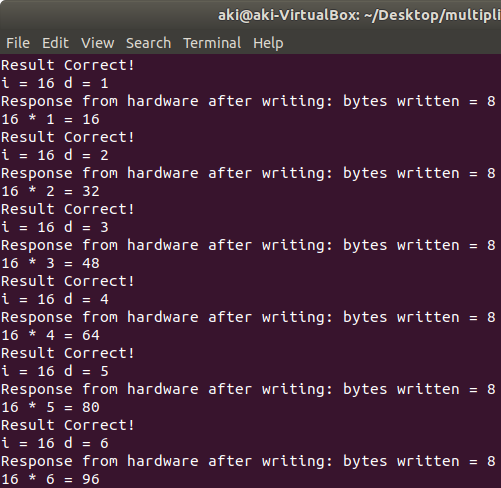 aki@aki-VirtualBox: ~/Desktop/multipli
File Edit View Search Terminal Help
Result Correct!
i = 16 d = 1
Response from hardware after writing: bytes written = 8
16 * 1 = 16
Result Correct!
i = 16 d = 2
Response from hardware after writing: bytes written = 8
16 * 2 = 32
Result Correct!
i = 16 d = 3
Response from hardware after writing: bytes written = 8
16 * 3 = 48
Result Correct!
i = 16 d = 4
Response from hardware after writing: bytes written = 8
16 * 4 = 64
Result Correct!
i = 16 d = 5
Response from hardware after writing: bytes written = 8
16 * 5 = 80
Result Correct!
i = 16 d = 6
Response from hardware after writing: bytes written = 8
16 * 6 = 96